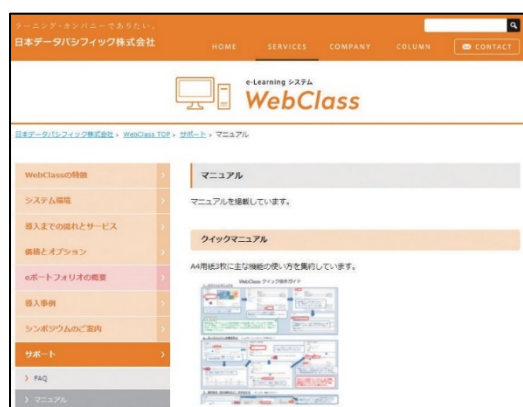 ラーニング・カンパニーでありたい。
日本データパシフィック株式会社
HOME SERVICES COMPANY COLUMN CONTACT
e-Learning システム
WebClass
日本データパシフィック株式会社 › WebClass TOP › サポート › マニュアル
WebClassの特徴
システム環境
導入までの流れとサービス
価格とオプション
eポートフォリオの概要
導入事例
シンポジウムのご案内
サポート
FAQ
マニュアル
マニュアル
マニュアルを掲載しています。
クイックマニュアル
A4用紙3枚に主な機能の使い方を集約しています。
WebClass クイック操作ガイド